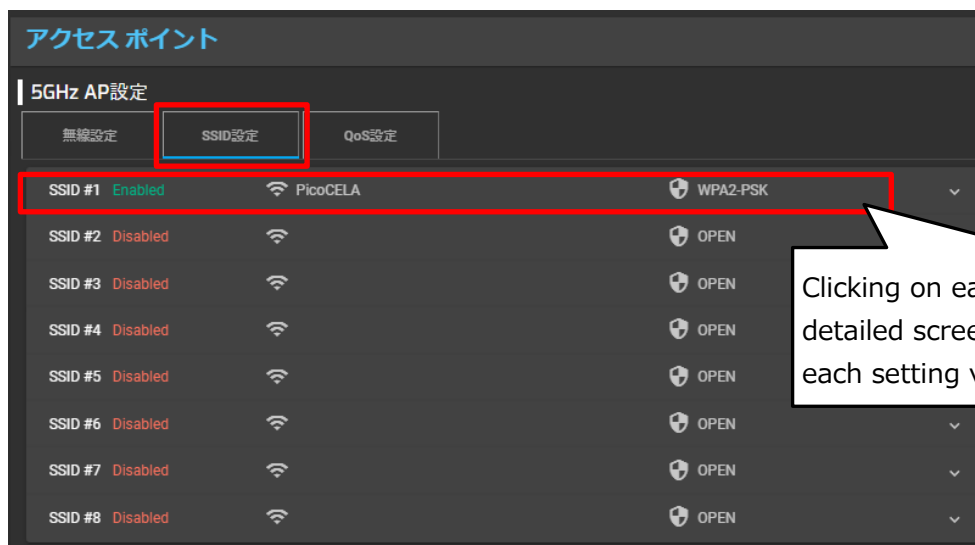 アクセス ポイント
5GHz AP設定
無線設定 SSID設定 QoS設定
SSID #1 Enabled PicoCELA WPA2-PSK
SSID #2 Disabled OPEN
SSID #3 Disabled OPEN
SSID #4 Disabled OPEN
SSID #5 Disabled OPEN
SSID #6 Disabled OPEN
SSID #7 Disabled OPEN
SSID #8 Disabled OPEN
Clicking on
detailed
each setting